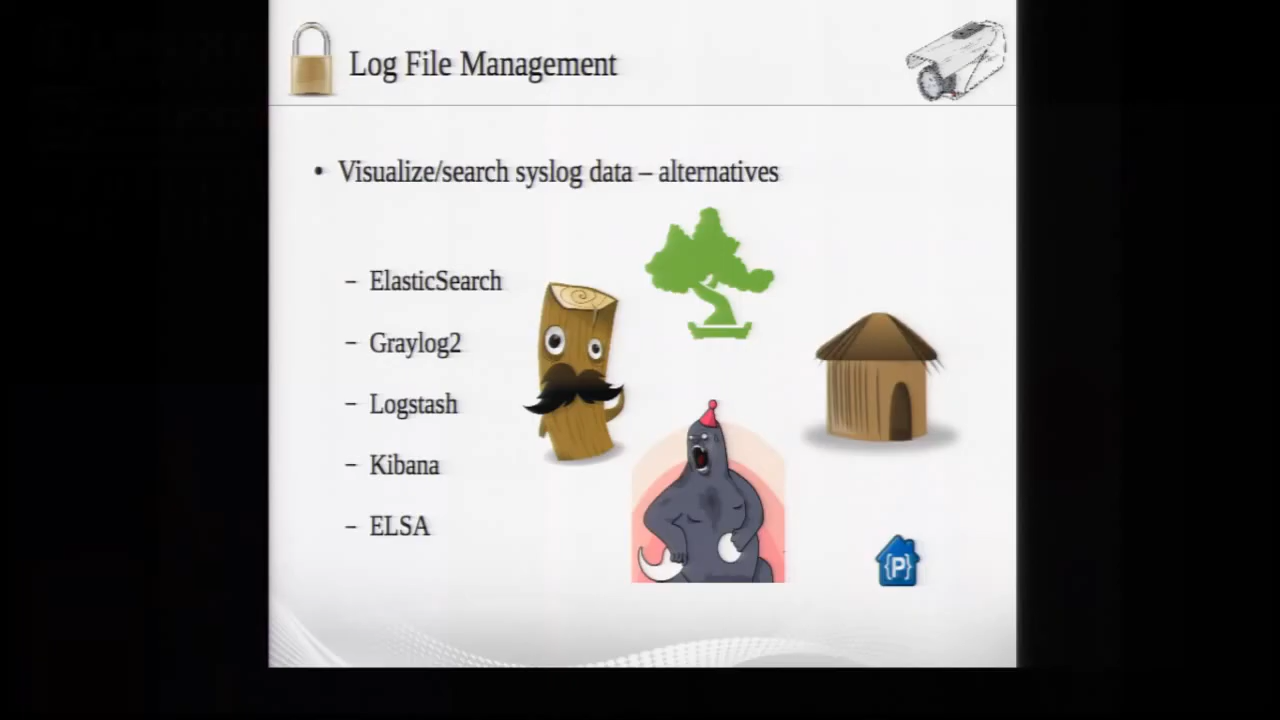 Log File Management
• Visualize/search syslog data – alternatives
– ElasticSearch
– Graylog2
– Logstash
– Kibana
– ELSA
{P}